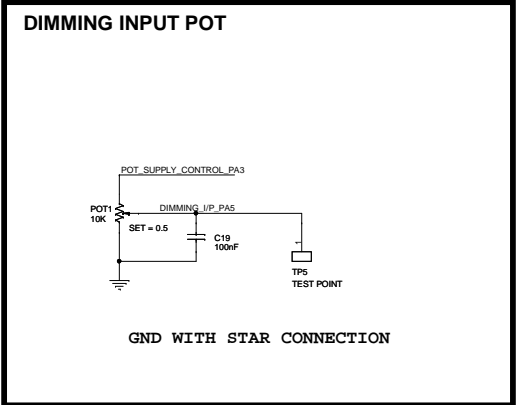 DIMMING INPUT POT
POT_SUPPLY_CONTROL_PA3
POT1
10K
DIMMING_I/P_PA5
SET = 0.5
C19
100nF
1
TP5
TEST POINT
GND WITH STAR CONNECTION